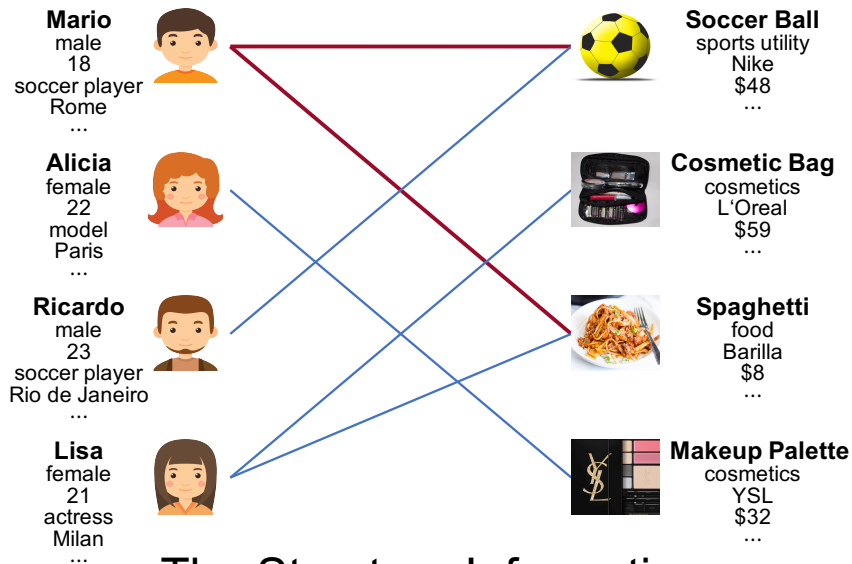 Mario
male
18
soccer player
Rome
...
Alicia
female
22
model
Paris
...
Ricardo
male
23
soccer player
Rio de Janeiro
...
Lisa
female
21
actress
Milan
...
Soccer Ball
sports utility
Nike
$48
...
Cosmetic Bag
cosmetics
L‘Oreal
$59
...
Spaghetti
food
Barilla
$8
...
Makeup Palette
cosmetics
YSL
$32
...
YSL